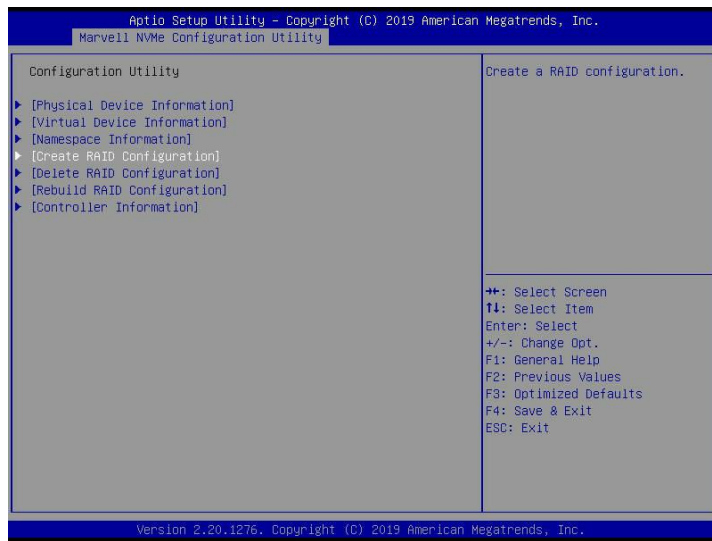 Aptio Setup Utility – Copyright (C) 2019 American Megatrends, Inc.
Marvell NVMe Configuration Utility
Configuration Utility
[Physical Device Information]
[Virtual Device Information]
[Namespace Information]
[Create RAID Configuration]
[Delete RAID Configuration]
[Rebuild RAID Configuration]
[Controller Information]
Create a RAID configuration.
→←: Select Screen
↑↓: Select Item
Enter: Select
+/-: Change Opt.
F1: General Help
F2: Previous Values
F3: Optimized Defaults
F4: Save & Exit
ESC: Exit
Version 2.20.1276. Copyright (C) 2019 American Megatrends, Inc.